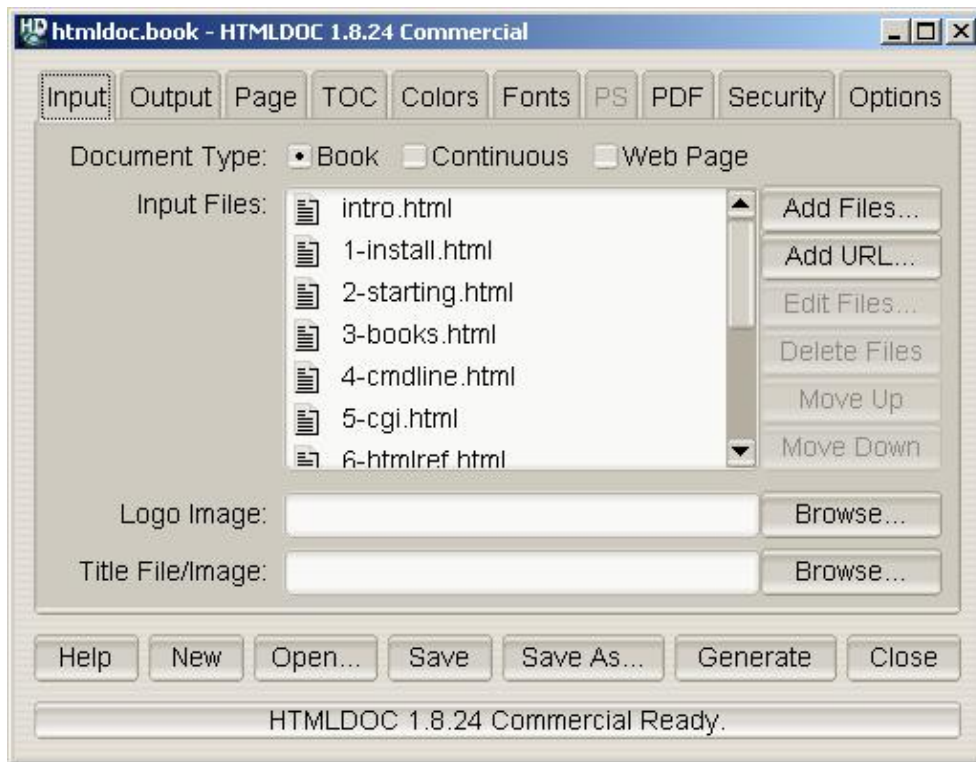 htmldoc.book - HTMLDOC 1.8.24 Commercial
Input Output Page TOC Colors Fonts PS PDF Security Options
Document Type: Book Continuous Web Page
Input Files: intro.html Add Files...
1-install.html Add URL...
2-starting.html Edit Files...
3-books.html Delete Files
4-cmdline.html Move Up
5-cgi.html Move Down
6-htmlref.html
Logo Image: Browse...
Title File/Image: Browse...
Help New Open... Save Save As... Generate Close
HTMLDOC 1.8.24 Commercial Ready.